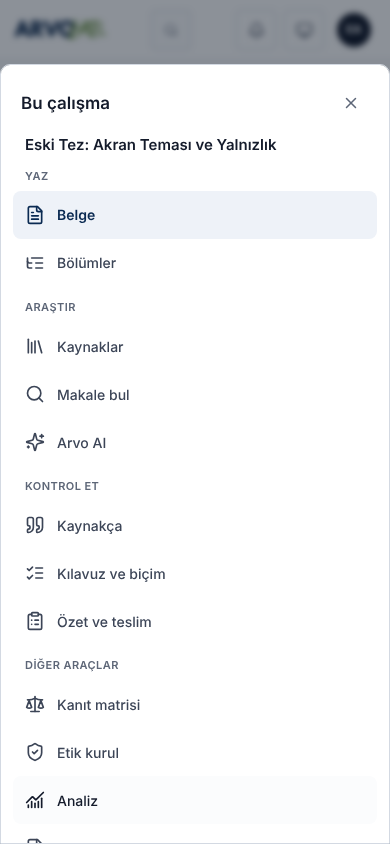 Bu çalışma
Eski Tez: Akran Teması ve Yalnızlık
YAZ
Belge
Bölümler
ARAŞTIR
Kaynaklar
Makale bul
Arvo AI
KONTROL ET
Kaynakça
Kılavuz ve biçim
Özet ve teslim
DİĞER ARAÇLAR
Kanıt matrisi
Etik kurul
Analiz